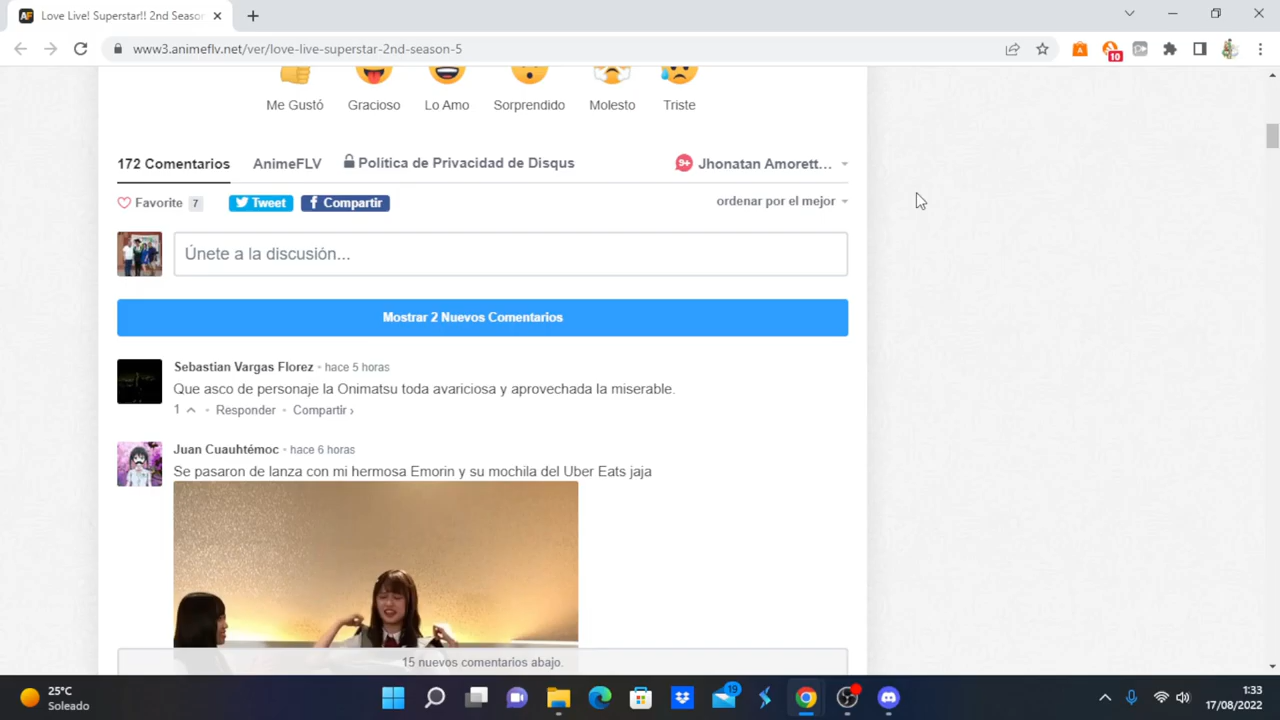 Love Live! Superstar!! 2nd Season
www3.animeflv.net/ver/love-live-superstar-2nd-season-5
10
Me Gustó Gracioso Lo Amo Sorprendido Molesto Triste
172 Comentarios AnimeFLV Política de Privacidad de Disqus 9+ Jhonatan Amorett...
Favorite 7 Tweet f Compartir ordenar por el mejor
Únete a la discusión...
Mostrar 2 Nuevos Comentarios
Sebastian Vargas Florez • hace 5 horas
Que asco de personaje la Onimatsu toda avariciosa y aprovechada la miserable.
1 • Responder • Compartir ›
Juan Cuauhtémoc • hace 6 horas
Se pasaron de lanza con mi hermosa Emorin y su mochila del Uber Eats jaja
15 nuevos comentarios abajo.
25°C
Soleado
19
1:33
17/08/2022